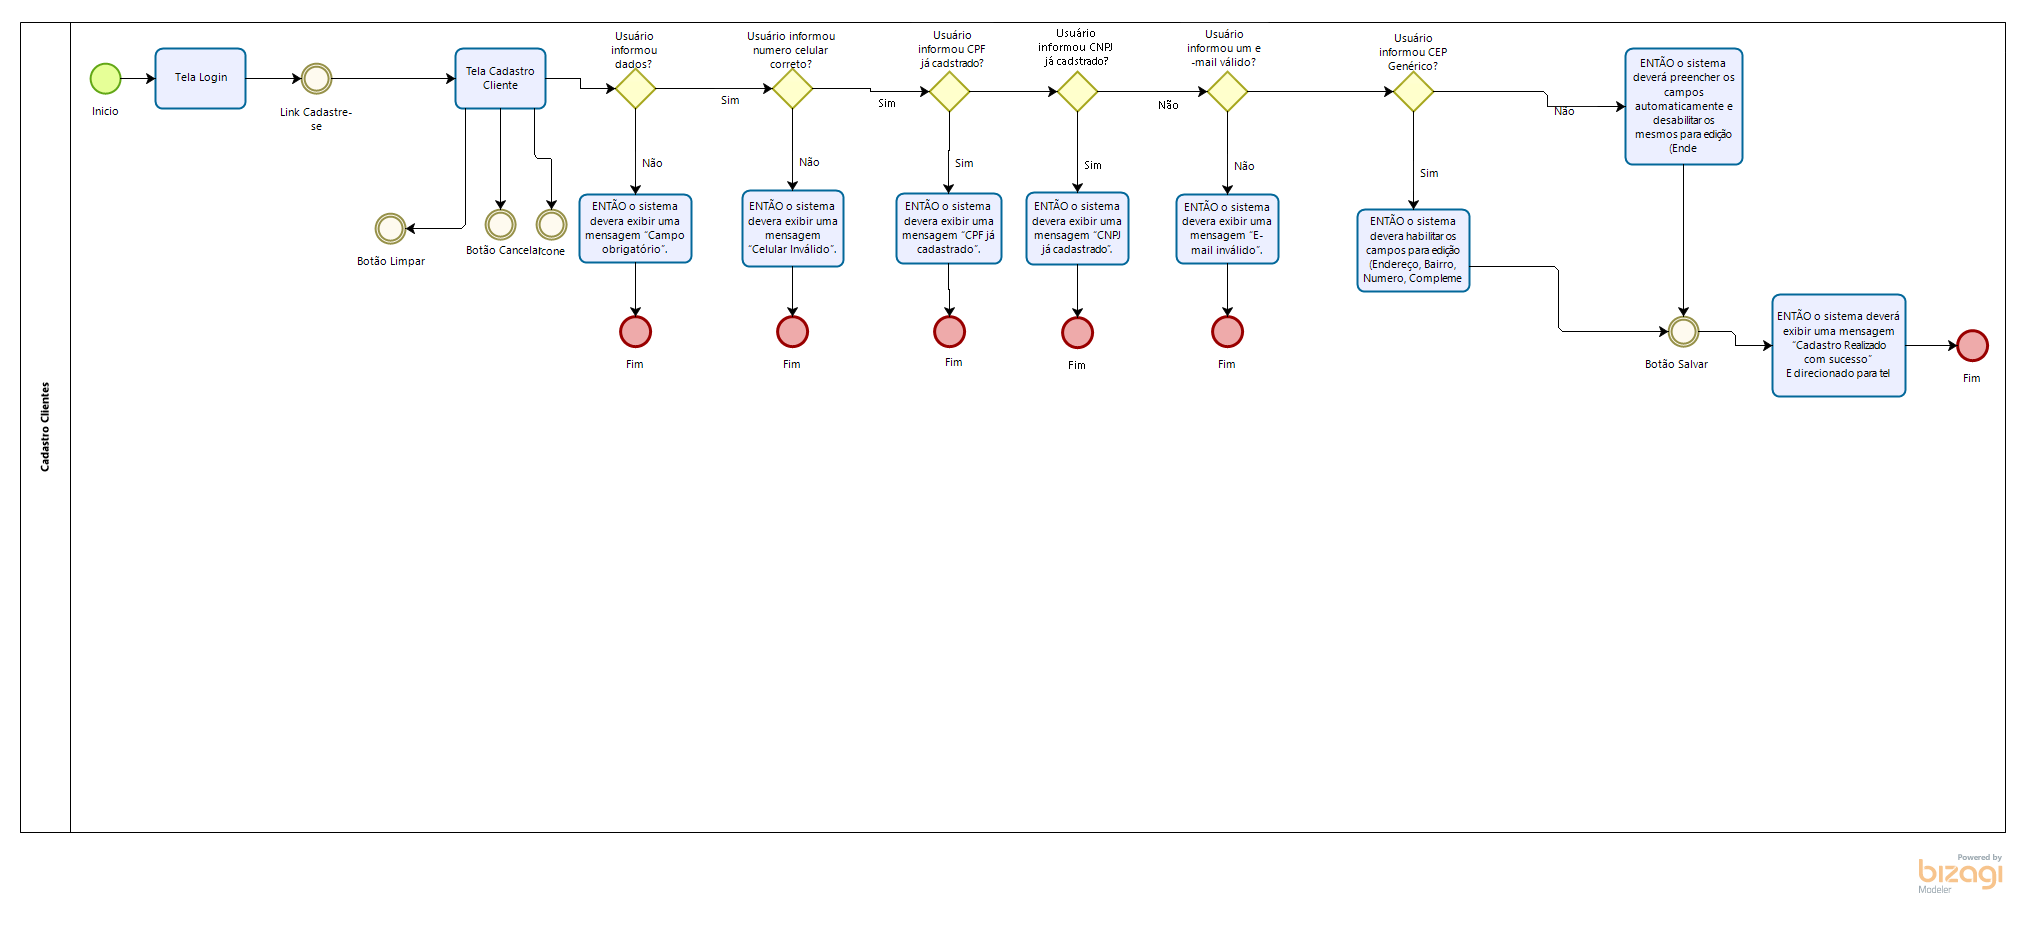 Cadastro Clientes
Inicio
Tela Login
Link Cadastre-
se
Tela Cadastro
Cliente
Botão Limpar
Botão Cancelar
cone
Usuário
informou
dados?
Sim
Não
ENTÃO o sistema
devera exibir uma
mensagem “Campo
obrigatório”.
Fim
Usuário informou
numero celular
correto?
Sim
Não
ENTÃO o sistema
devera exibir uma
mensagem
“Celular Inválido”.
Fim
Usuário
informou CPF
já cadstrado?
Sim
ENTÃO o sistema
devera exibir uma
mensagem “CPF já
cadastrado”.
Fim
Usuário
informou CNPJ
já cadstrado?
Não
Sim
ENTÃO o sistema
devera exibir uma
mensagem “CNPJ
já cadastrado”.
Fim
Usuário
informou um e
-mail válido?
Não
ENTÃO o sistema
devera exibir uma
mensagem “E-
mail inválido”.
Fim
Usuário
informou CEP
Genérico?
Não
Sim
ENTÃO o sistema
devera habilitar os
campos para edição
(Endereço, Bairro,
Numero, Compleme
ENTÃO o sistema
deverá preencher os
campos
automaticamente e
desabilitar os
mesmos para edição
(Ende
Botão Salvar
ENTÃO o sistema deverá
exibir uma mensagem
“Cadastro Realizado
com sucesso”
E direcionado para tel
Fim
Powered by
bizagi
Modeler